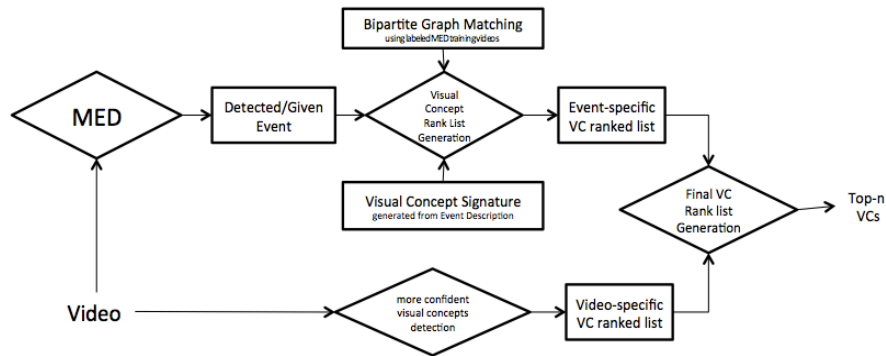 Bipartite Graph Matching
using labeled MED training videos
MED
Detected/Given
Event
Visual
Concept
Rank List
Generation
Event-specific
VC ranked list
Visual Concept Signature
generated from Event Description
Final VC
Rank list
Generation
Top-n
VCs
Video
more confident
visual concepts
detection
Video-specific
VC ranked list